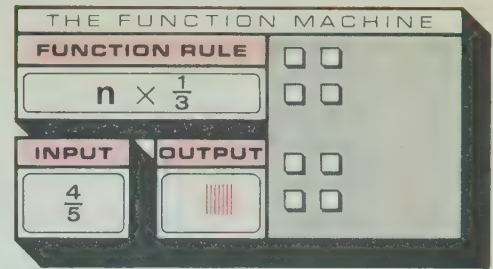 THE FUNCTION MACHINE
FUNCTION RULE
n × 1/3
INPUT
OUTPUT
4/5